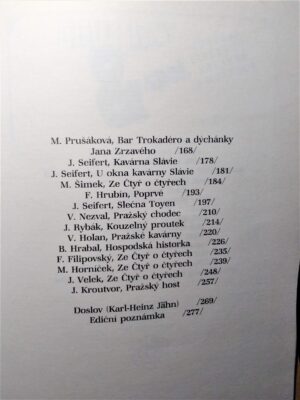 M. Prušáková, Bar Trokadéro a dýchánky
Jana Zrzavého /168/
J. Seifert, Kavárna Slávie /178/
J. Seifert, U okna kavárny Slávie /181/
M. Šimek, Ze Čtyř o čtyřech /184/
F. Hrubín, Poprvé /193/
J. Seifert, Slečna Toyen /197/
V. Nezval, Pražský chodec /210/
J. Rybák, Kouzelný proutek /214/
V. Holan, Pražské kavárny /220/
B. Hrabal, Hospodská historka /226/
F. Filipovský, Ze Čtyř o čtyřech /235/
M. Horníček, Ze Čtyř o čtyřech /239/
J. Velek, Ze Čtyř o čtyřech /248/
J. Kroutvor, Pražský host /257/
Doslov (Karl-Heinz Jähn) /269/
Ediční poznámka /277/